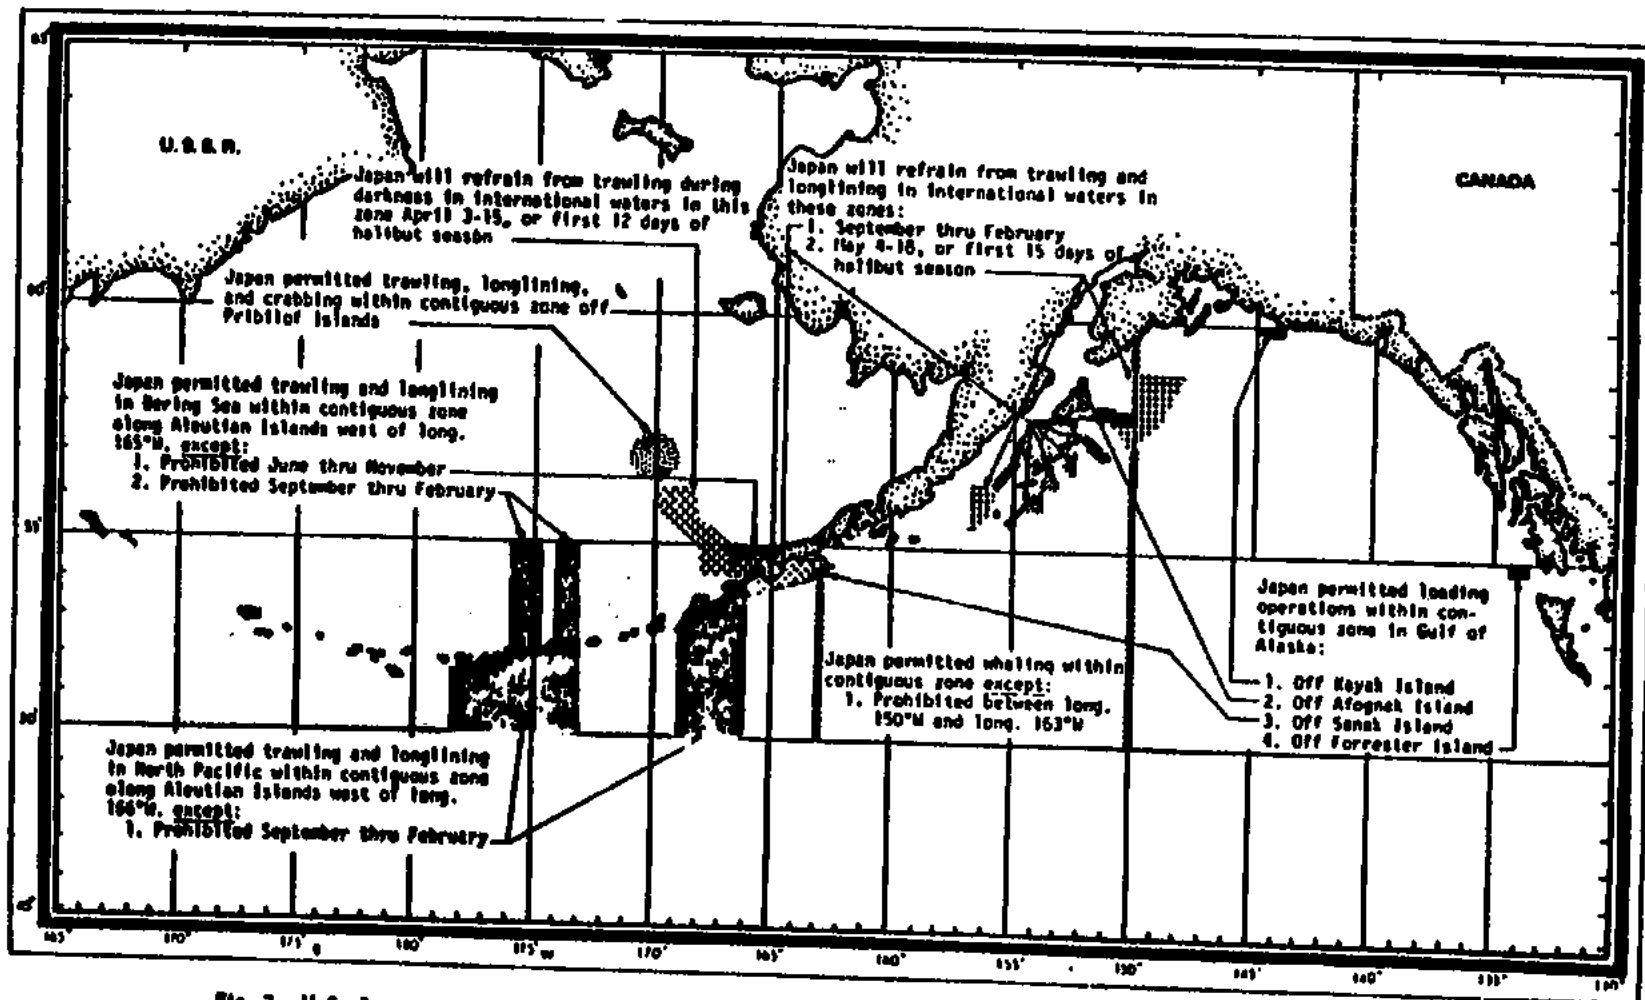 U.S.S.R.
CANADA
Japan will refrain from trawling during
darkness in international waters in this
zone April 3-15, or first 12 days of
halibut season
Japan will refrain from trawling and
longlining in international waters in
these zones:
1. September thru February
2. May 4-18, or first 15 days of
halibut season
Japan permitted trawling, longlining,
and crabbing within contiguous zone off
Pribilof Islands
Japan permitted trawling and longlining
in Bering Sea within contiguous zone
along Aleutian Islands west of long.
165°W, except:
1. Prohibited June thru November
2. Prohibited September thru February
Japan permitted loading
operations within con-
tiguous zone in Gulf of
Alaska:
1. Off Kayak Island
2. Off Afognak Island
3. Off Sanak Island
4. Off Forrester Island
Japan permitted whaling within
contiguous zone except:
1. Prohibited between long.
150°W and long. 163°W
Japan permitted trawling and longlining
in North Pacific within contiguous zone
along Aleutian Islands west of long.
166°W, except:
1. Prohibited September thru February
165° 170° 175° 180° 175° W 170° 165° 160° 155° 150° 145° 140° 135° 130°